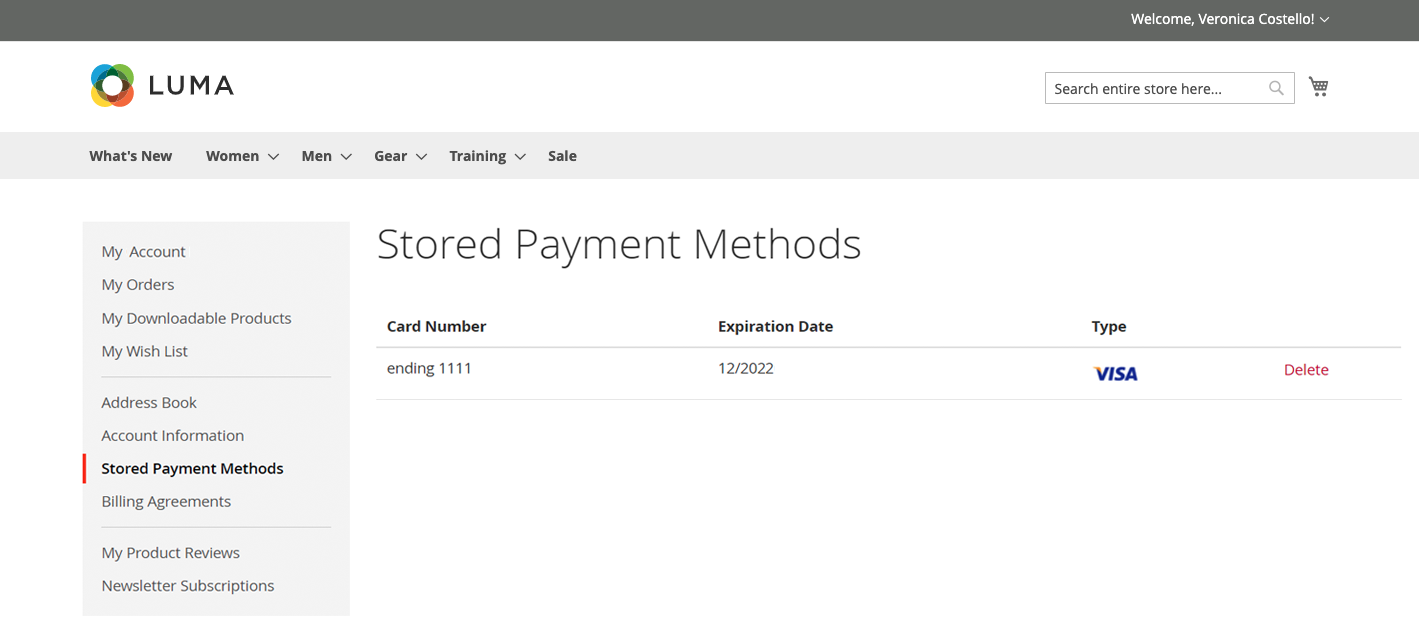 Welcome, Veronica Costello!
LUMA
Search entire store here...
What's New Women Men Gear Training Sale
My Account
My Orders
My Downloadable Products
My Wish List
Address Book
Account Information
Stored Payment Methods
Billing Agreements
My Product Reviews
Newsletter Subscriptions
Stored Payment Methods
Card Number Expiration Date Type
ending 1111 12/2022 VISA Delete